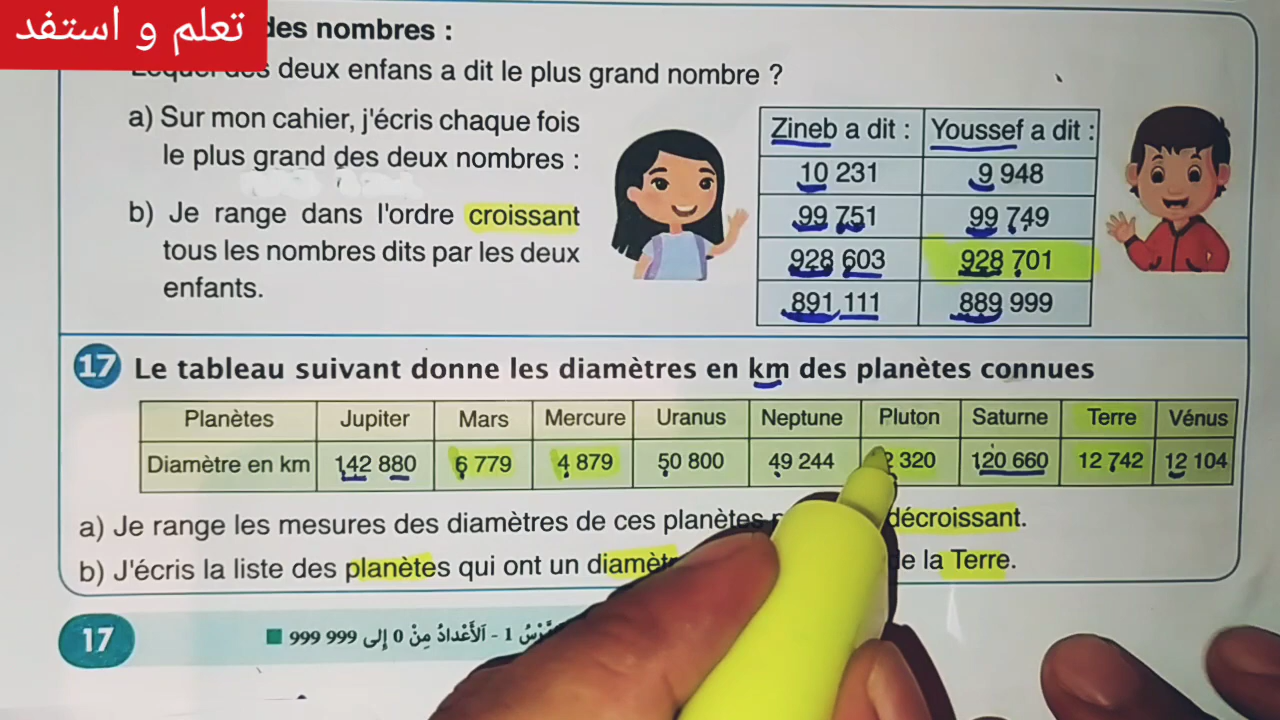 تعلم و استفد
des nombres :
deux enfans a dit le plus grand nombre ?
a) Sur mon cahier, j'écris chaque fois
le plus grand des deux nombres :
b) Je range dans l'ordre croissant
tous les nombres dits par les deux
enfants.
Zineb a dit : Youssef a dit :
10 231 9 948
99 751 99 749
928 603 928 701
891 111 889 999
17 Le tableau suivant donne les diamètres en km des planètes connues
Planètes Jupiter Mars Mercure Uranus Neptune Pluton Saturne Terre Vénus
Diamètre en km 142 880 6 779 4 879 50 800 49 244 2 320 120 660 12 742 12 104
a) Je range les mesures des diamètres de ces planètes décroissant.
b) J'écris la liste des planètes qui ont un la Terre.
17
1 - اَلْأَعْدادُ مِنْ 0 إلى 999 999